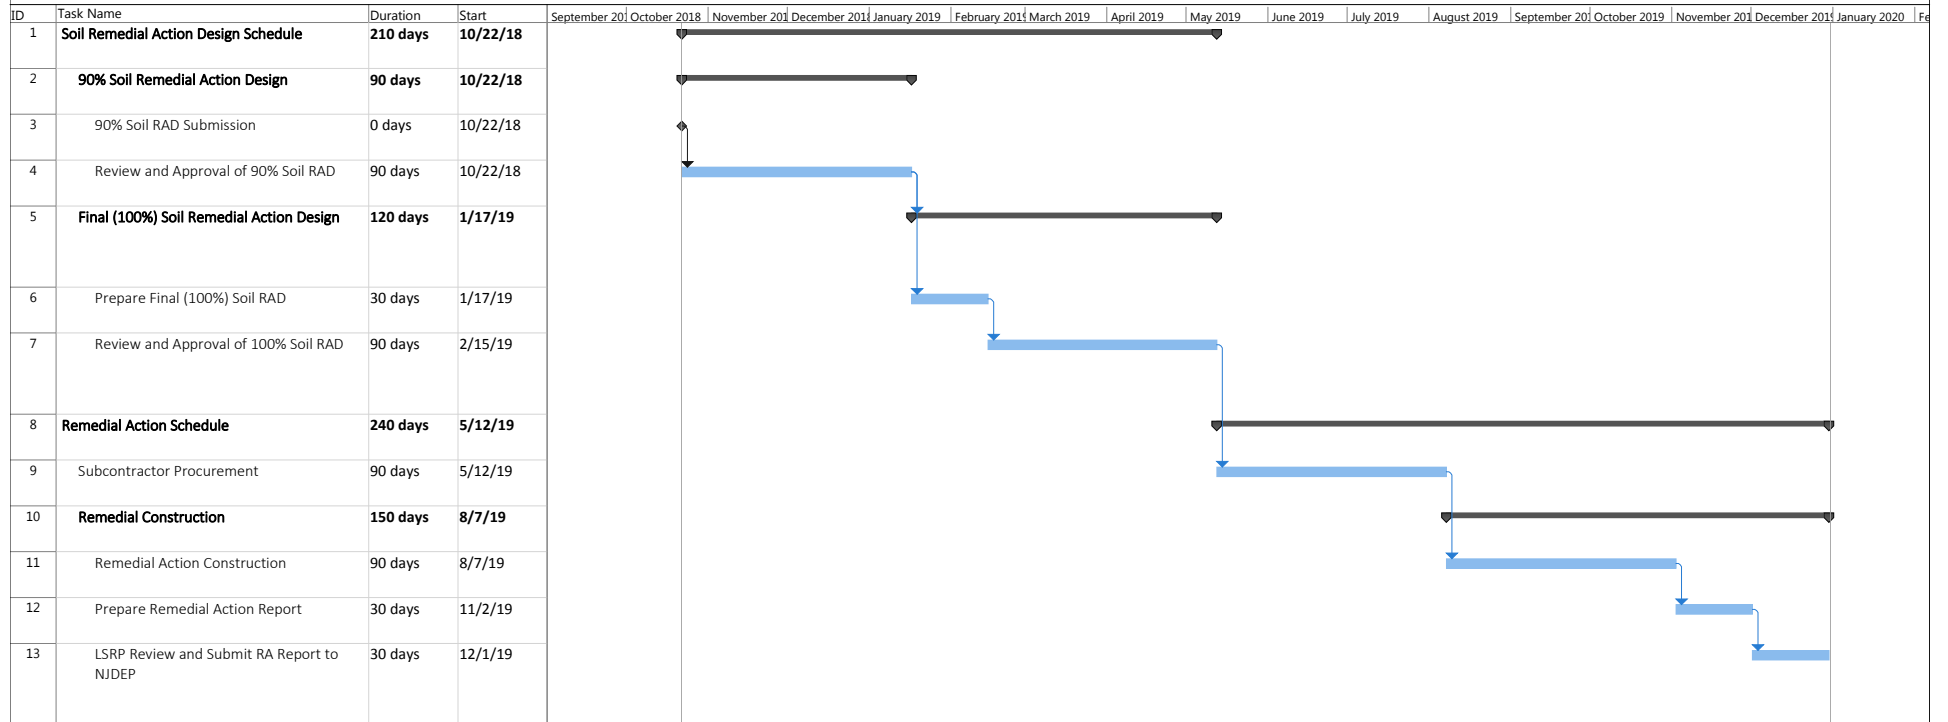 ID Task Name Duration Start September 201 October 2018 November 201 December 2018 January 2019 February 2019 March 2019 April 2019 May 2019 June 2019 July 2019 August 2019 September 201 October 2019 November 201 December 2019 January 2020 Fe
1 Soil Remedial Action Design Schedule 210 days 10/22/18
2 90% Soil Remedial Action Design 90 days 10/22/18
3 90% Soil RAD Submission 0 days 10/22/18
4 Review and Approval of 90% Soil RAD 90 days 10/22/18
5 Final (100%) Soil Remedial Action Design 120 days 1/17/19
6 Prepare Final (100%) Soil RAD 30 days 1/17/19
7 Review and Approval of 100% Soil RAD 90 days 2/15/19
8 Remedial Action Schedule 240 days 5/12/19
9 Subcontractor Procurement 90 days 5/12/19
10 Remedial Construction 150 days 8/7/19
11 Remedial Action Construction 90 days 8/7/19
12 Prepare Remedial Action Report 30 days 11/2/19
13 LSRP Review and Submit RA Report to 30 days 12/1/19
NJDEP